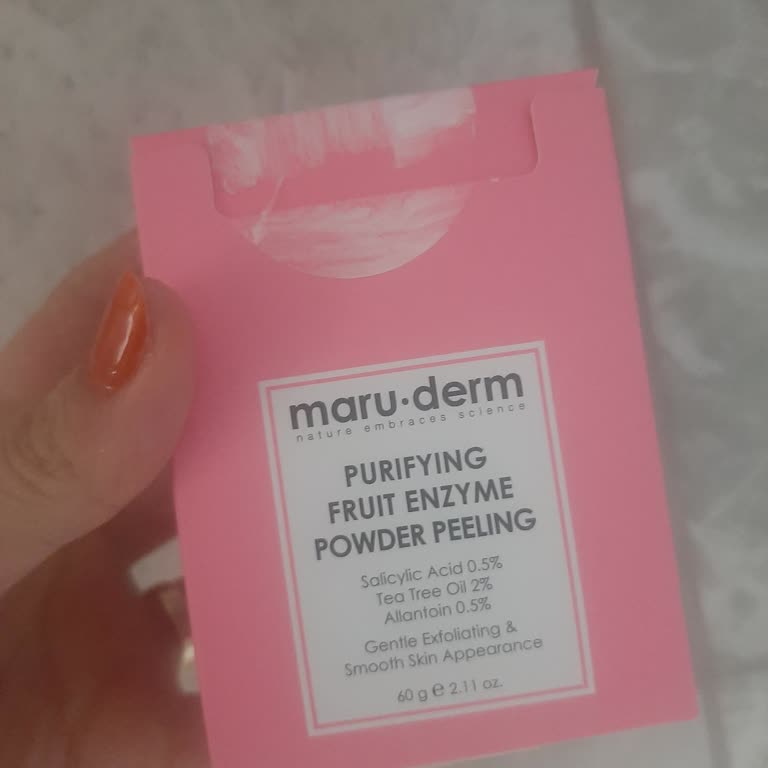 maru·derm
nature embraces science
PURIFYING
FRUIT ENZYME
POWDER PEELING
Salicylic Acid 0.5%
Tea Tree Oil 2%
Allantoin 0.5%
Gentle Exfoliating &
Smooth Skin Appearance
60 g e 2.11 oz.